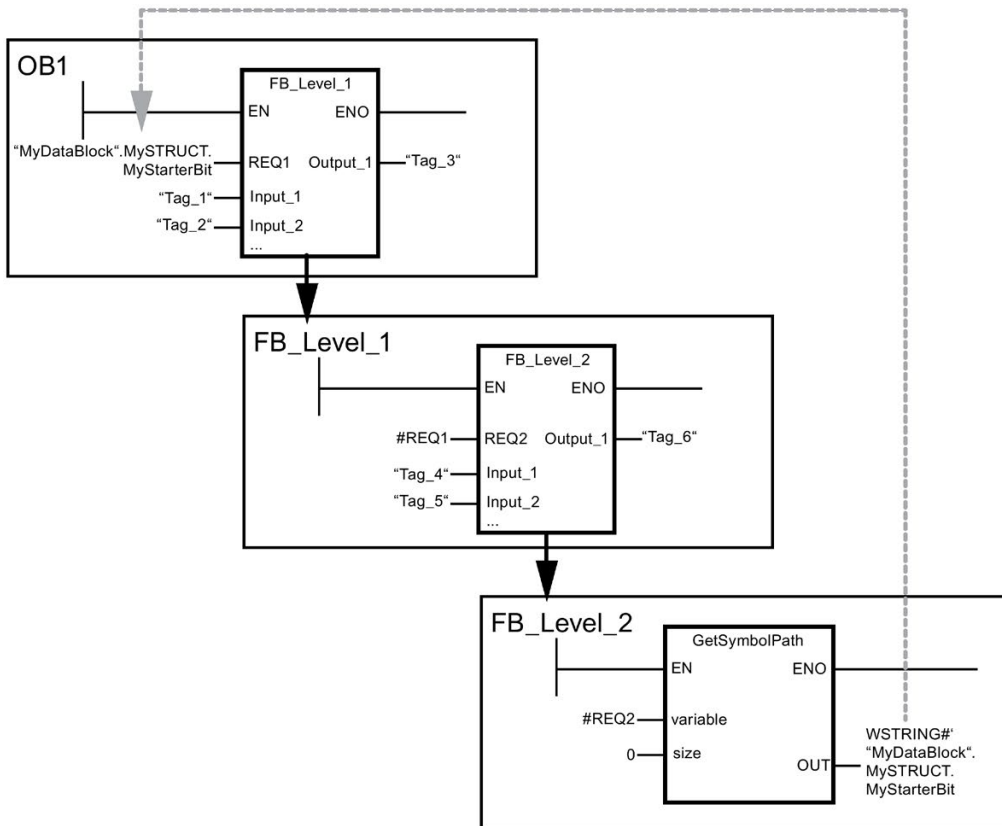 OB1
FB_Level_1
EN ENO
“MyDataBlock“.MySTRUCT.
MyStarterBit
REQ1 Output_1 “Tag_3“
“Tag_1“ Input_1
“Tag_2“ Input_2
...
FB_Level_1
FB_Level_2
EN ENO
#REQ1 REQ2 Output_1 “Tag_6“
“Tag_4“ Input_1
“Tag_5“ Input_2
...
FB_Level_2
GetSymbolPath
EN ENO
#REQ2 variable
0 size
OUT
WSTRING#‘
“MyDataBlock“.
MySTRUCT.
MyStarterBit